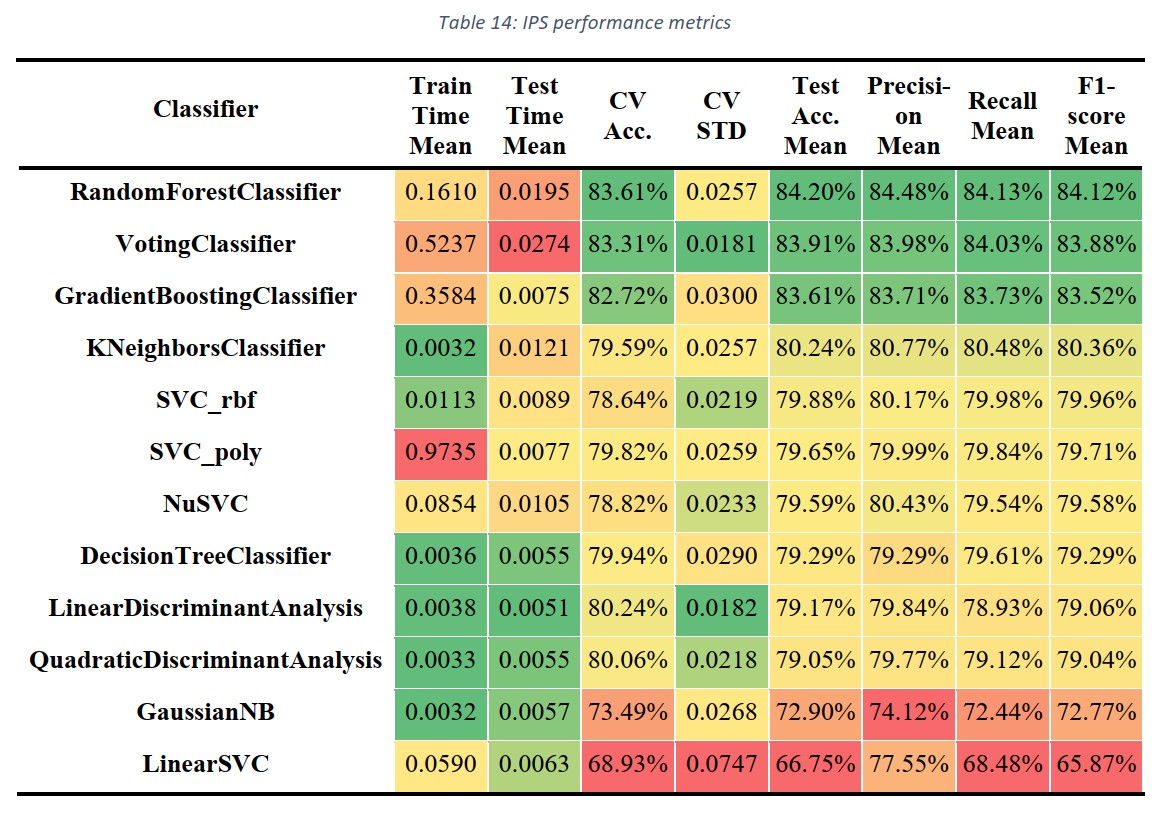 Table 14: IPS performance metrics
Classifier Train Time Mean Test Time Mean CV Acc. CV STD Test Acc. Mean Precisi-on Mean Recall Mean F1-score Mean
RandomForestClassifier 0.1610 0.0195 83.61% 0.0257 84.20% 84.48% 84.13% 84.12%
VotingClassifier 0.5237 0.0274 83.31% 0.0181 83.91% 83.98% 84.03% 83.88%
GradientBoostingClassifier 0.3584 0.0075 82.72% 0.0300 83.61% 83.71% 83.73% 83.52%
KNeighborsClassifier 0.0032 0.0121 79.59% 0.0257 80.24% 80.77% 80.48% 80.36%
SVC_rbf 0.0113 0.0089 78.64% 0.0219 79.88% 80.17% 79.98% 79.96%
SVC_poly 0.9735 0.0077 79.82% 0.0259 79.65% 79.99% 79.84% 79.71%
NuSVC 0.0854 0.0105 78.82% 0.0233 79.59% 80.43% 79.54% 79.58%
DecisionTreeClassifier 0.0036 0.0055 79.94% 0.0290 79.29% 79.29% 79.61% 79.29%
LinearDiscriminantAnalysis 0.0038 0.0051 80.24% 0.0182 79.17% 79.84% 78.93% 79.06%
QuadraticDiscriminantAnalysis 0.0033 0.0055 80.06% 0.0218 79.05% 79.77% 79.12% 79.04%
GaussianNB 0.0032 0.0057 73.49% 0.0268 72.90% 74.12% 72.44% 72.77%
LinearSVC 0.0590 0.0063 68.93% 0.0747 66.75% 77.55% 68.48% 65.87%